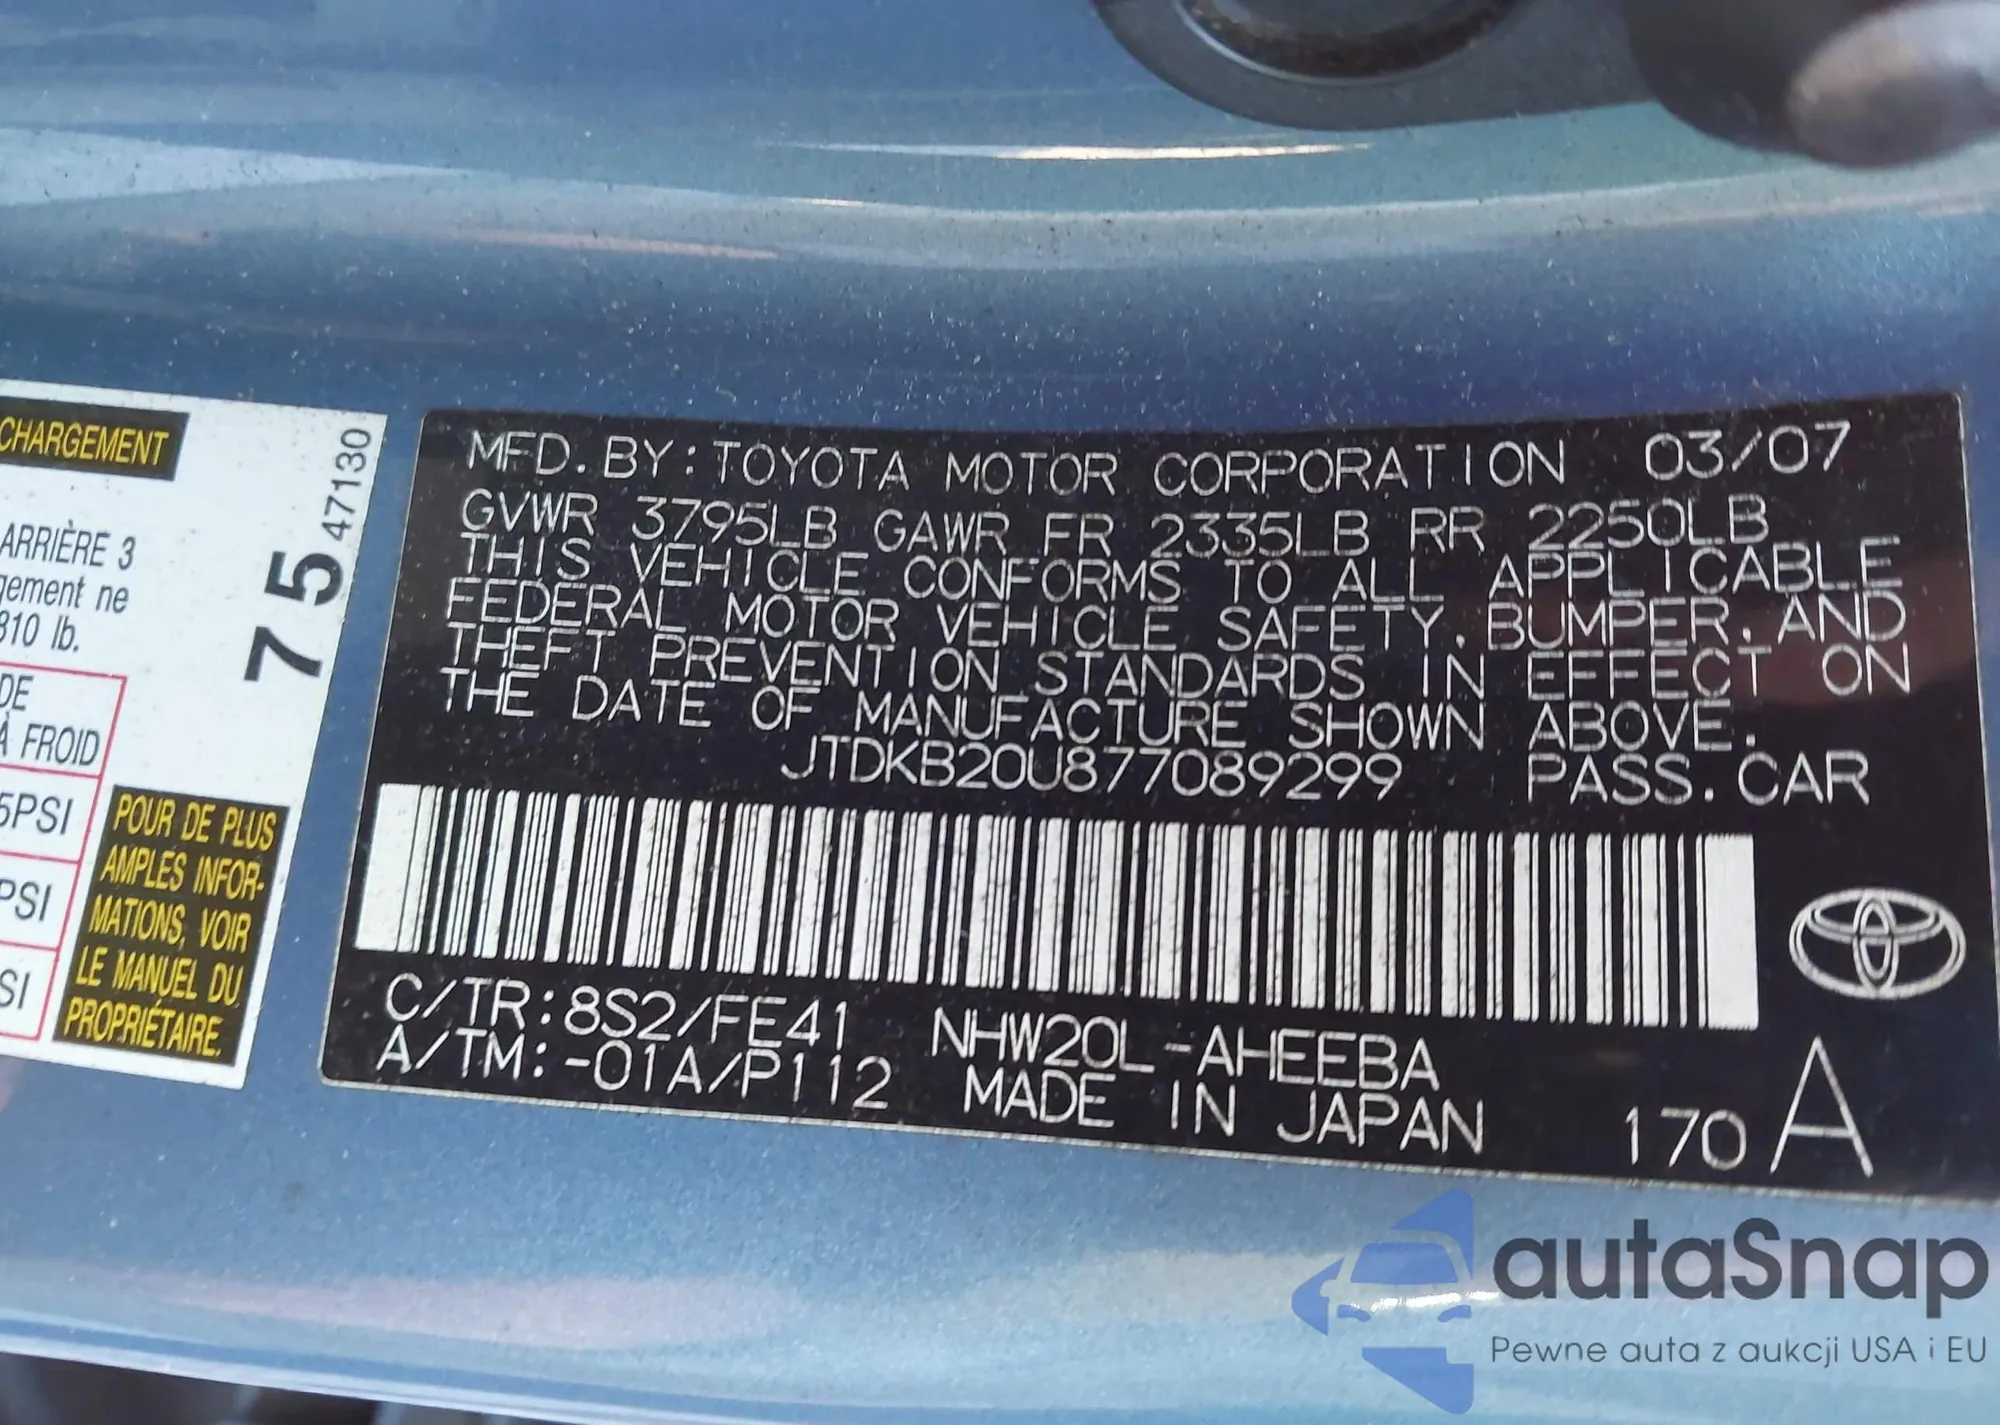 CHARGEMENT
ARRIÈRE 3
gement ne
810 lb.
DE
À FROID
5PSI
PSI
SI
75
47130
POUR DE PLUS
AMPLES INFOR-
MATIONS, VOIR
LE MANUEL DU
PROPRIÉTAIRE.
MFD. BY: TOYOTA MOTOR CORPORATION 03/07
GVWR 3795LB GAWR FR 2335LB RR 2250LB
THIS VEHICLE CONFORMS TO ALL APPLICABLE
FEDERAL MOTOR VEHICLE SAFETY, BUMPER, AND
THEFT PREVENTION STANDARDS IN EFFECT ON
THE DATE OF MANUFACTURE SHOWN ABOVE.
JTDKB20U877089299 PASS. CAR
C/TR:8S2/FE41 NHW20L-AHEEBA
A/TM:-01A/P112 MADE IN JAPAN 170 A
autaSnap
Pewne auta z aukcji USA i EU